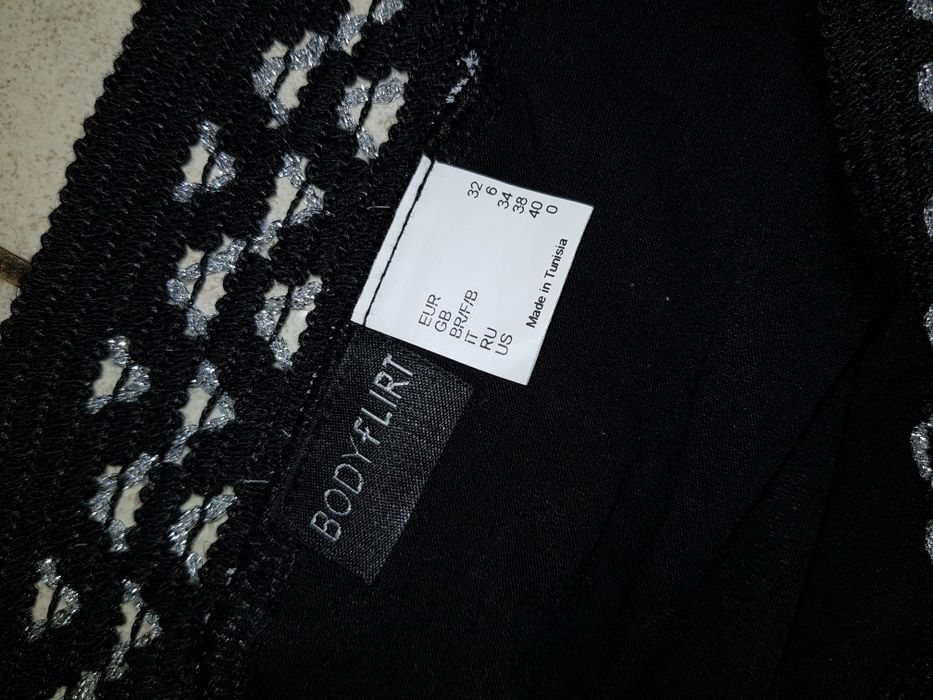 EUR 32
GB 6
BR/F/B 34
IT 38
RU 40
US 0
Made in Tunisia
BODYfLIRT